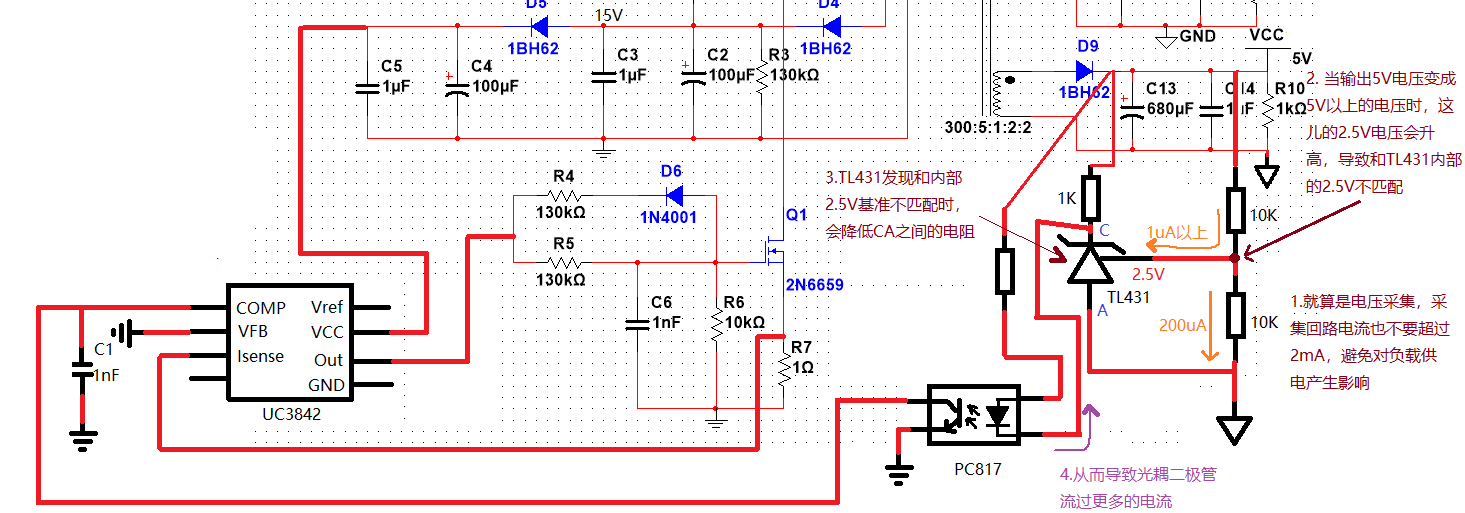 D5
15V
D4
1BH62
1BH62
C5
1μF
C4
100μF
C3
1μF
C2
100μF
R3
130kΩ
GND
VCC
D9
5V
1BH62
C13
680μF
C14
1uF
R10
1kΩ
300:5:1:2:2
2. 当输出5V电压变成
5V以上的电压时，这
儿的2.5V电压会升
高，导致和TL431内部
的2.5V不匹配
3.TL431发现和内部
2.5V基准不匹配时，
会降低CA之间的电阻
R4
130kΩ
D6
1N4001
Q1
2N6659
R5
130kΩ
C6
1nF
R6
10kΩ
R7
1Ω
1K
C
1uA以上
10K
2.5V
TL431
A
200uA
10K
1.就算是电压采集，采
集回路电流也不要超过
2mA，避免对负载供
电产生影响
COMP
Vref
VFB
VCC
Isense
Out
GND
UC3842
C1
1nF
PC817
4.从而导致光耦二极管
流过更多的电流